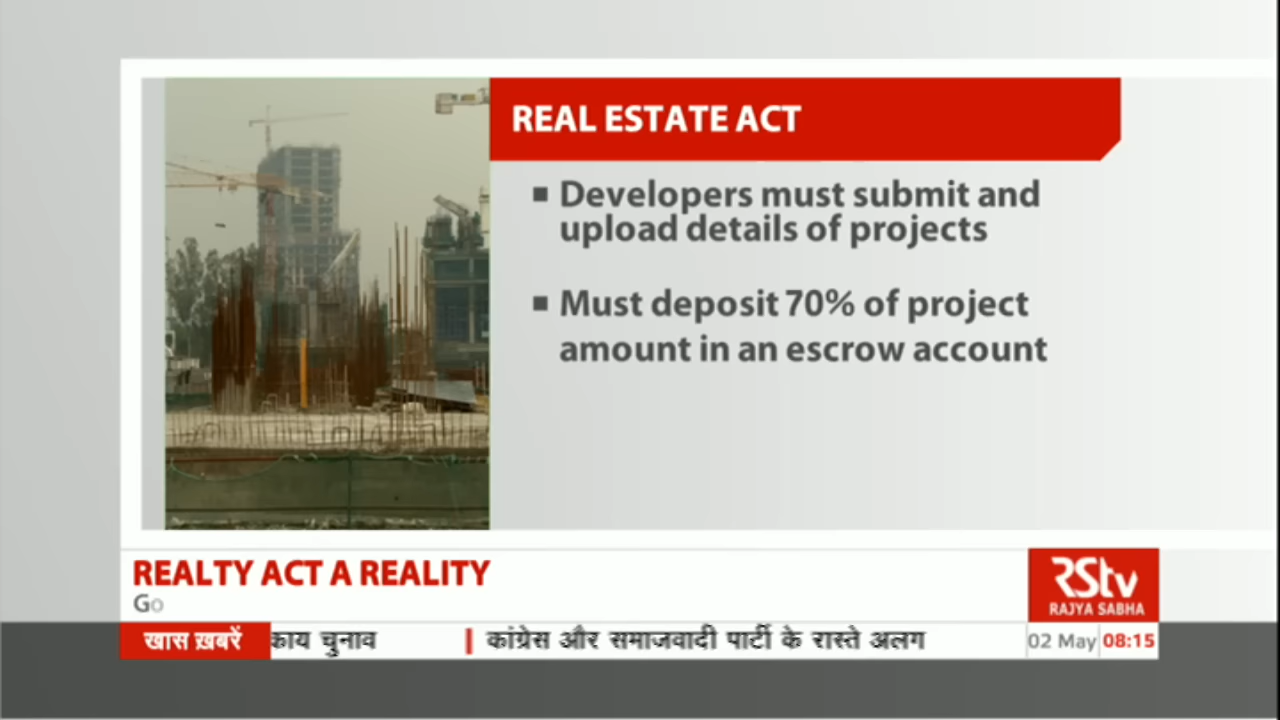 REAL ESTATE ACT
▪ Developers must submit and
upload details of projects
▪ Must deposit 70% of project
amount in an escrow account
REALTY ACT A REALITY
Go
RStv
RAJYA SABHA
खास ख़बरें
काय चुनाव | कांग्रेस और समाजवादी पार्टी के रास्ते अलग
02 May 08:15